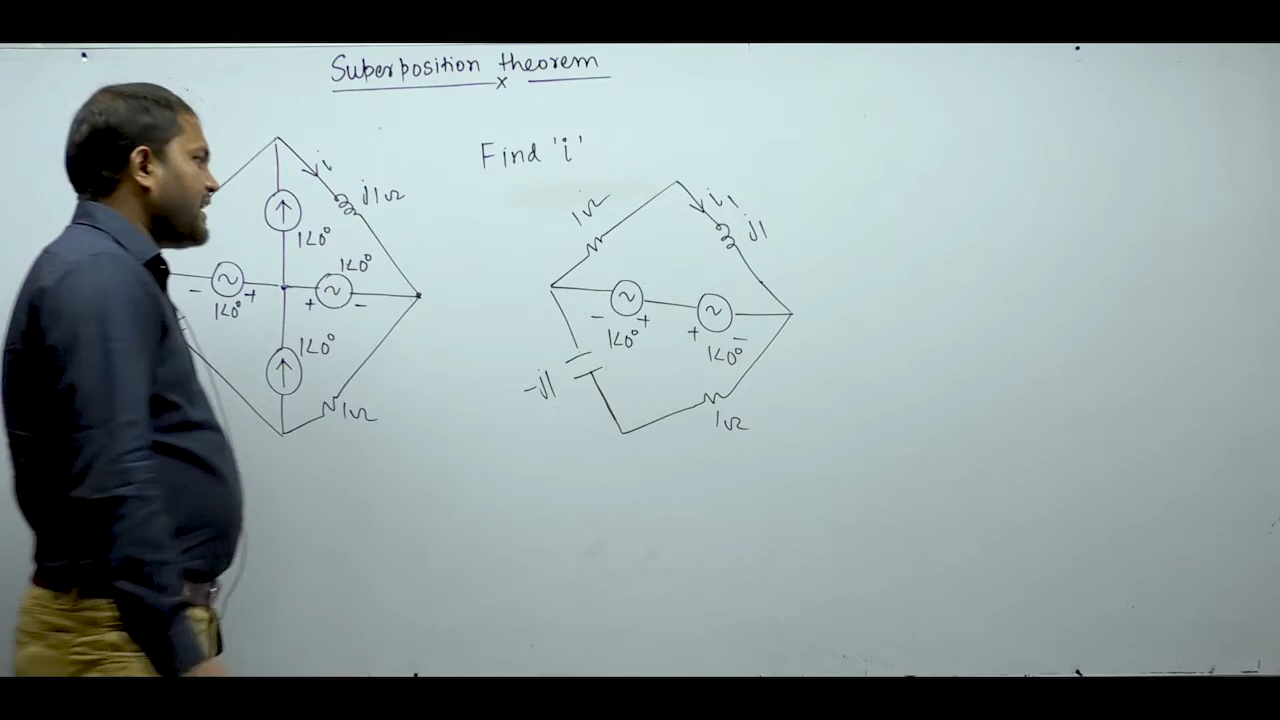 Superposition theorem
x
Find 'i'
i
j1Ω
1∠0°
1∠0°
- 1∠0° +
+ -
1∠0°
1Ω
1Ω
i1
j1
- 1∠0° +
+ 1∠0° -
-j1
1Ω